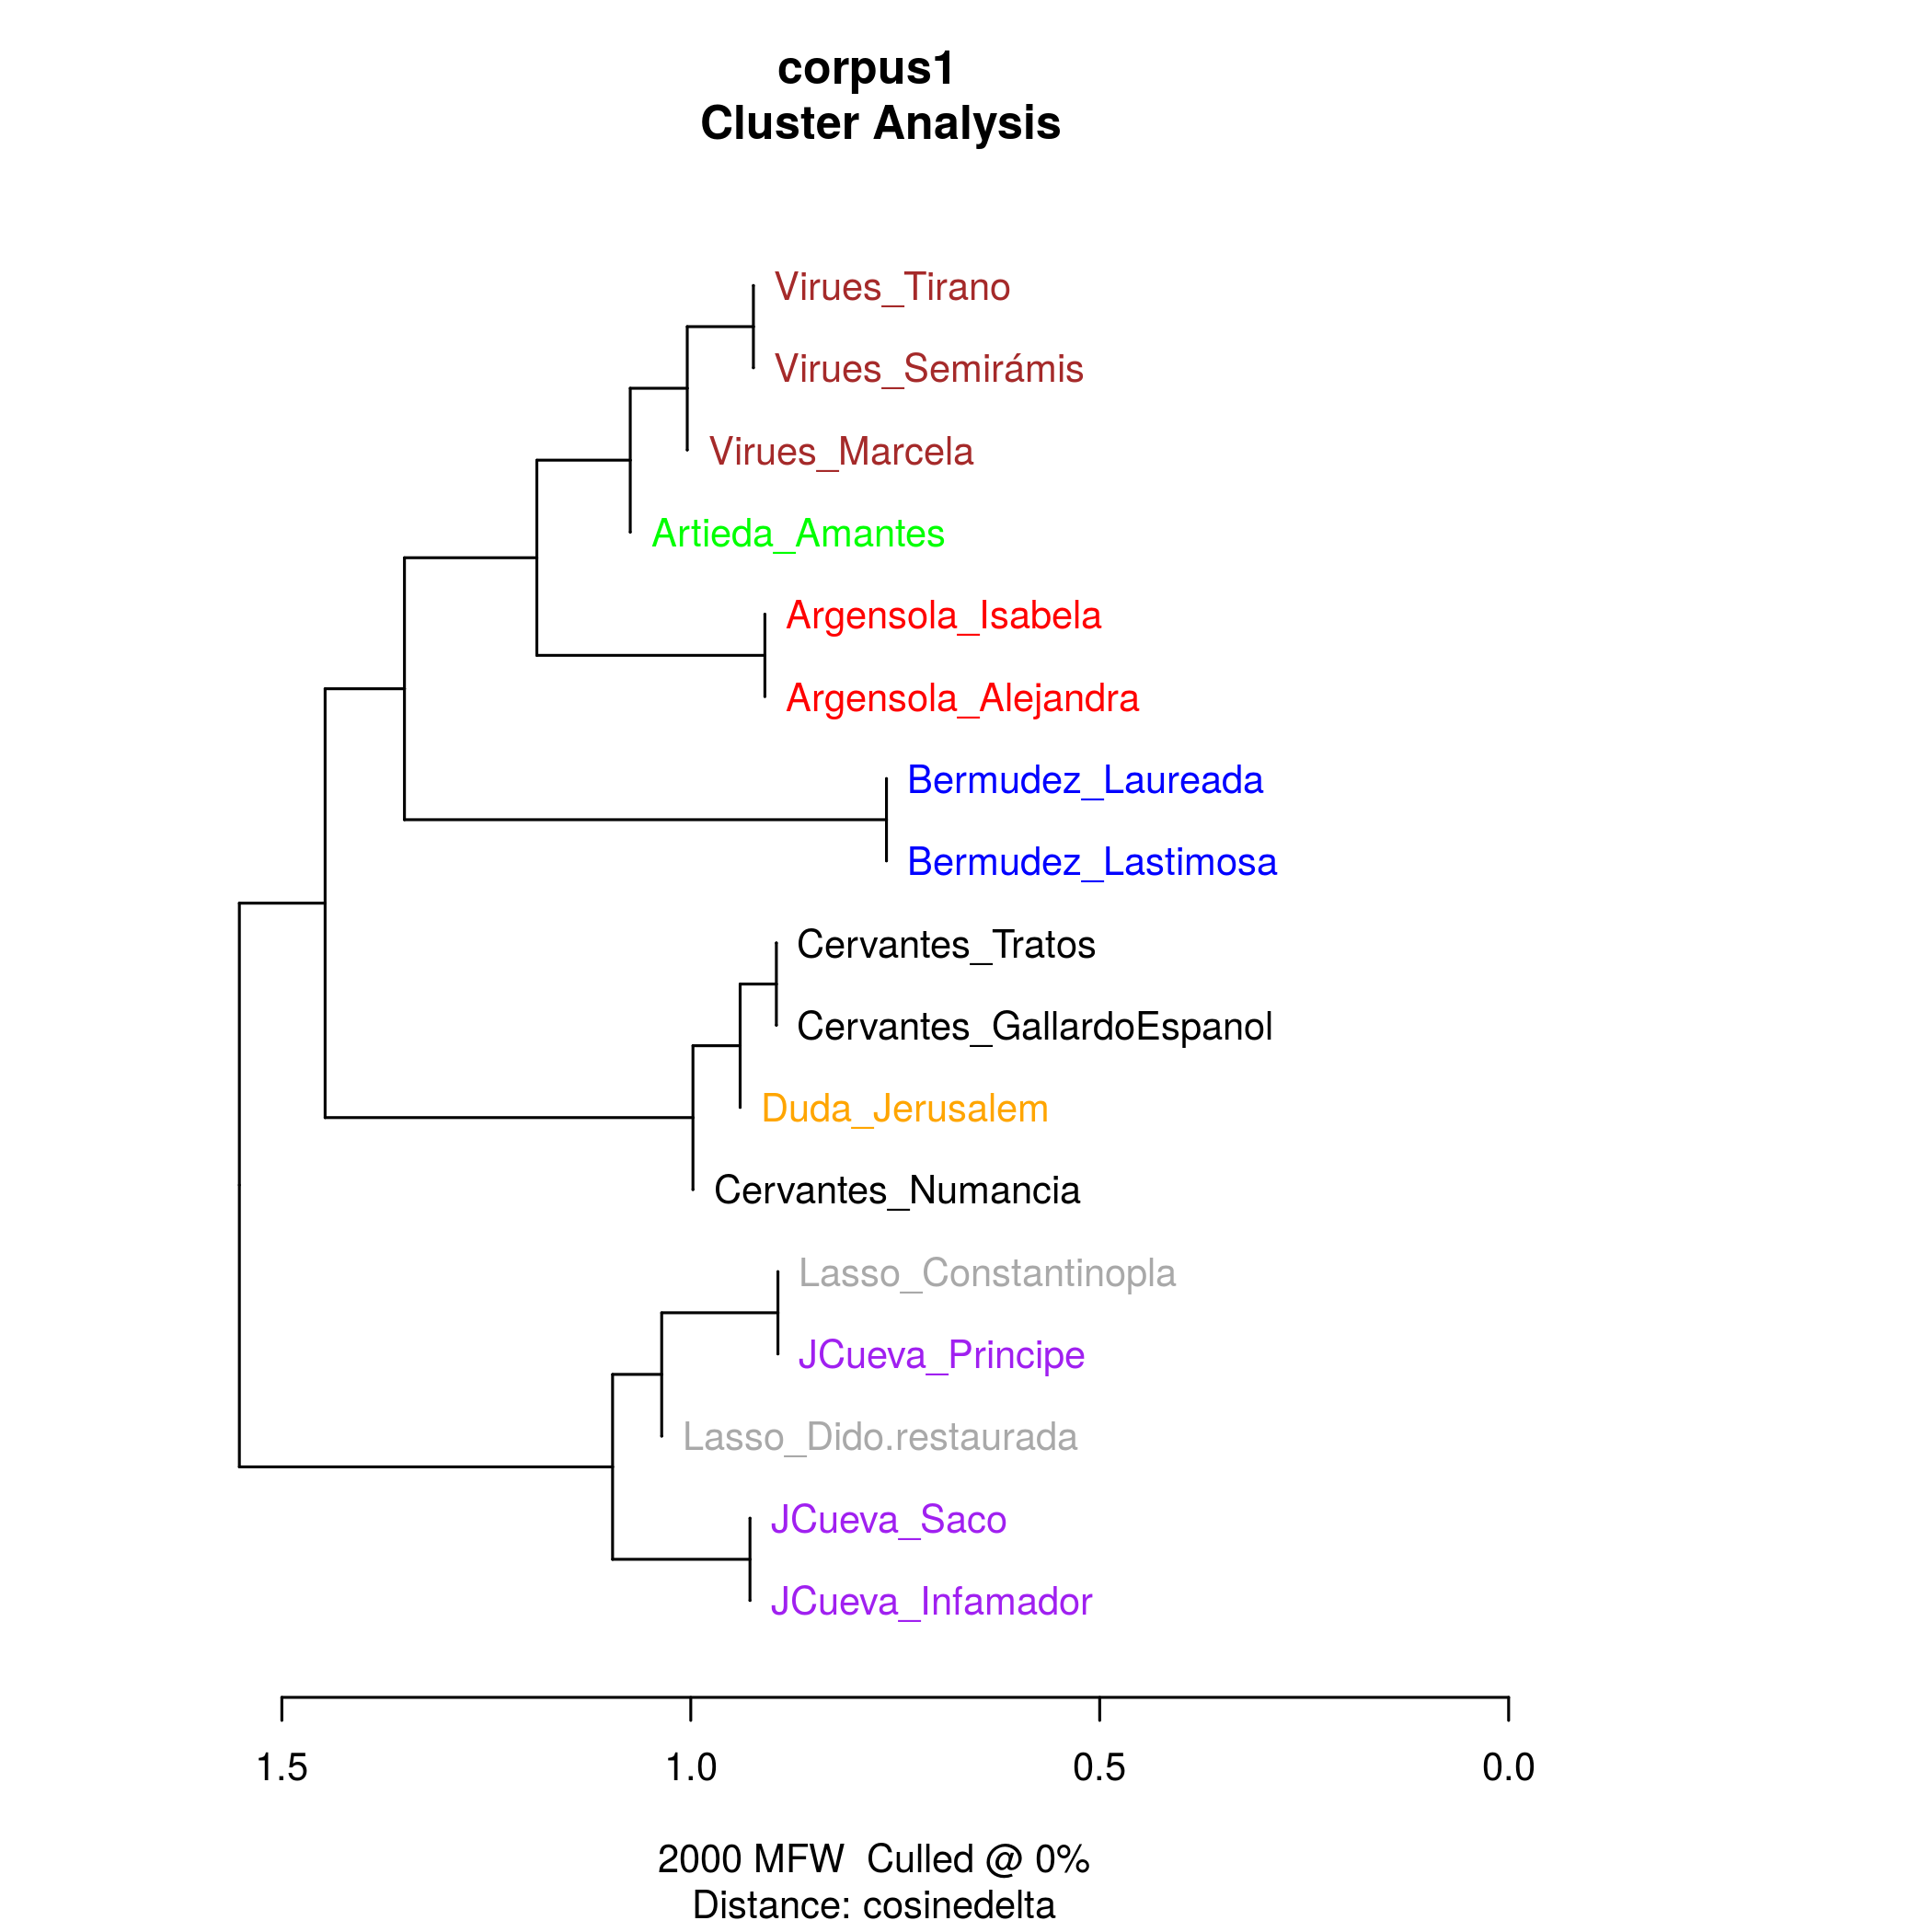 corpus1
Cluster Analysis
Virues_Tirano
Virues_Semirámis
Virues_Marcela
Artieda_Amantes
Argensola_Isabela
Argensola_Alejandra
Bermudez_Laureada
Bermudez_Lastimosa
Cervantes_Tratos
Cervantes_GallardoEspanol
Duda_Jerusalem
Cervantes_Numancia
Lasso_Constantinopla
JCueva_Principe
Lasso_Dido.restaurada
JCueva_Saco
JCueva_Infamador
1.5 1.0 0.5 0.0
2000 MFW  Culled @ 0%
Distance: cosinedelta